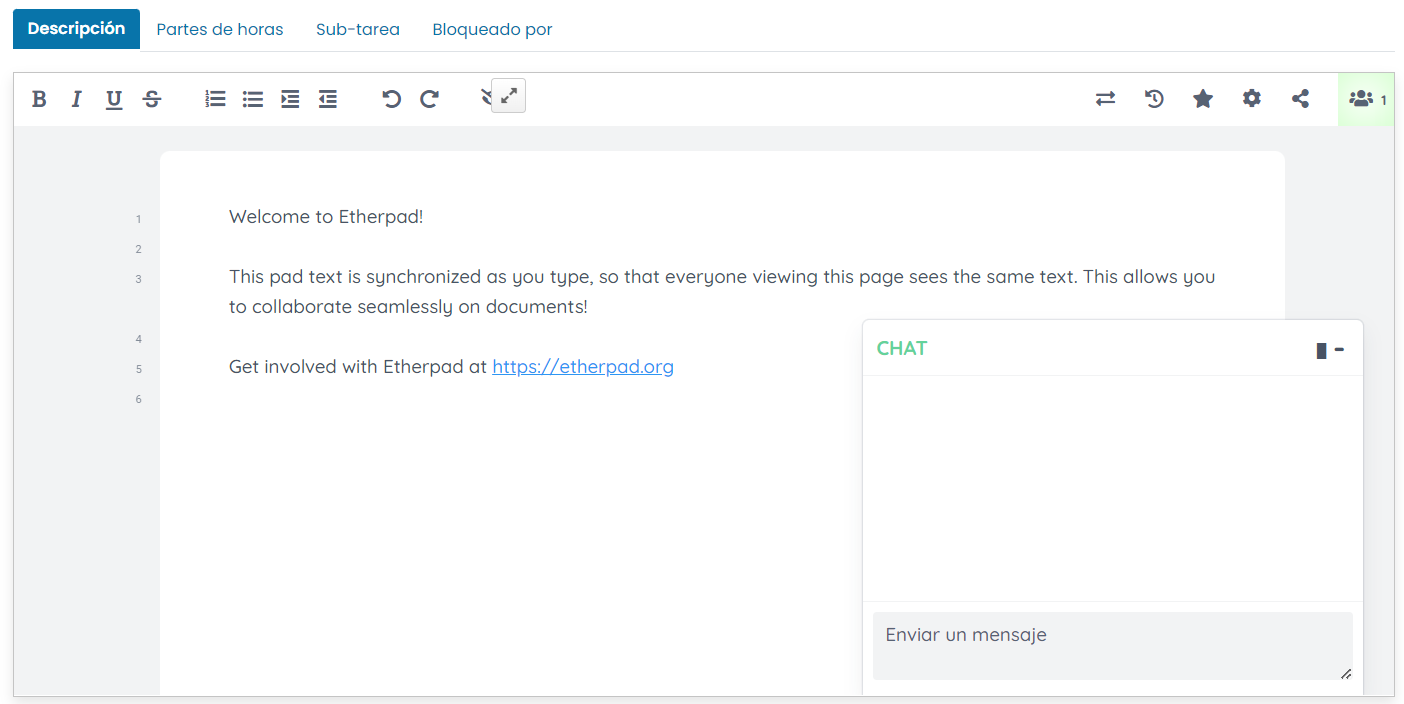 Descripción Partes de horas Sub-tarea Bloqueado por
B I U S 1
1 Welcome to Etherpad!
2
3 This pad text is synchronized as you type, so that everyone viewing this page sees the same text. This allows you
to collaborate seamlessly on documents!
4
5 Get involved with Etherpad at https://etherpad.org
6
CHAT
Enviar un mensaje